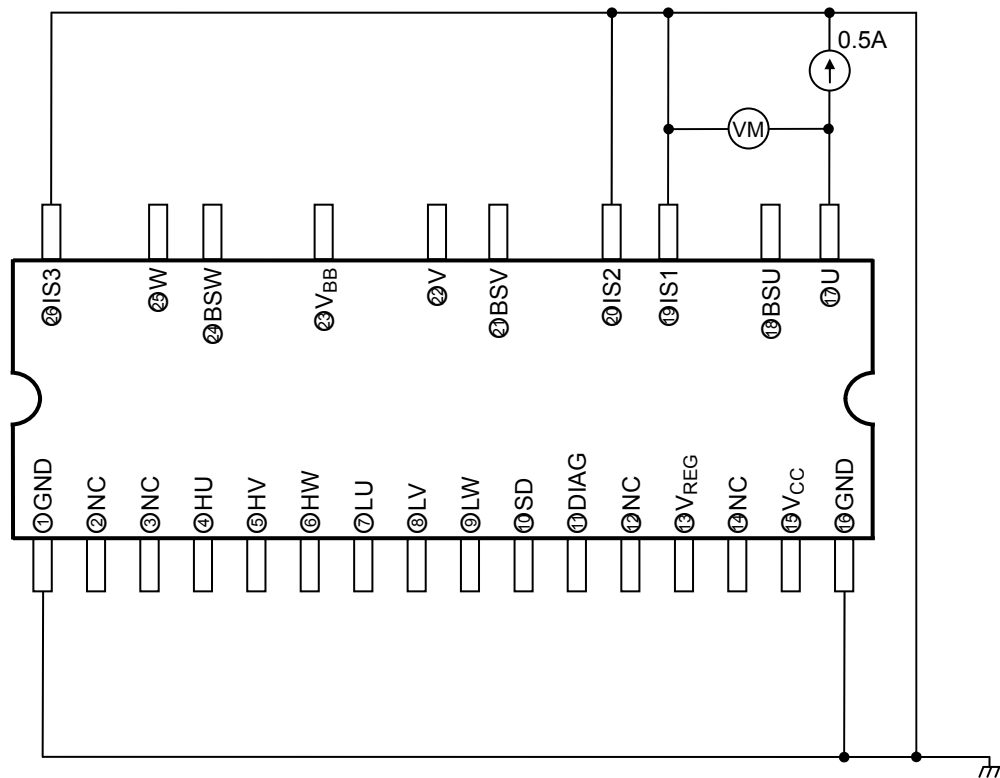 0.5A
VM
㉖IS3
㉕W
㉔BSW
㉓VBB
㉒V
㉑BSV
⑳IS2
⑲IS1
⑱BSU
⑰U
①GND
②NC
③NC
④HU
⑤HV
⑥HW
⑦LU
⑧LV
⑨LW
⑩SD
⑪DIAG
⑫NC
⑬VREG
⑭NC
⑮VCC
⑯GND